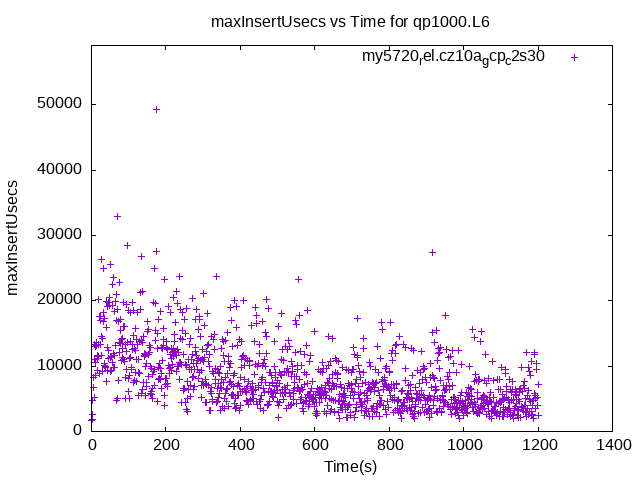 maxInsertUsecs vs Time for qp1000.L6
my5720rel.cz10agcpc2s30
maxInsertUsecs
50000
40000
30000
20000
10000
0
0 200 400 600 800 1000 1200 1400
Time(s)